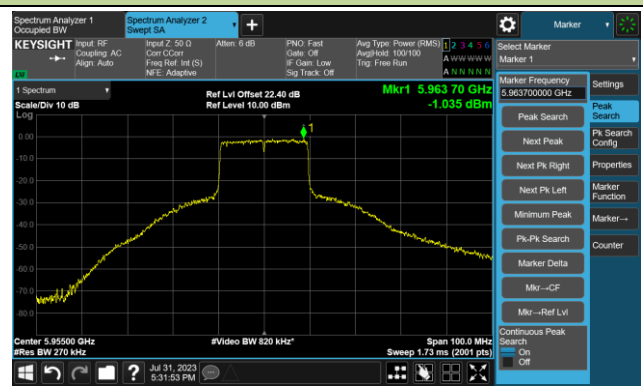 Spectrum Analyzer 1
Occupied BW
Spectrum Analyzer 2
Swept SA
Marker
KEYSIGHT
Input: RF
Coupling: AC
Align: Auto
Input Z: 50 Ω
Corr CCorr
Freq Ref: Int (S)
NFE: Adaptive
Atten: 6 dB
PNO: Fast
Gate: Off
IF Gain: Low
Sig Track: Off
Avg Type: Power (RMS)
Avg|Hold: 100/100
Trig: Free Run
1 2 3 4 5 6
A W W W W W
A N N N N N
LXI
Select Marker
Marker 1
1 Spectrum
Scale/Div 10 dB
Log
Ref Lvl Offset 22.40 dB
Ref Level 10.00 dBm
Mkr1 5.963 70 GHz
-1.035 dBm
1
0.00
-10.0
-20.0
-30.0
-40.0
-50.0
-60.0
-70.0
-80.0
Center 5.95500 GHz
#Res BW 270 kHz
#Video BW 820 kHz*
Span 100.0 MHz
Sweep 1.73 ms (2001 pts)
Marker Frequency
5.963700000 GHz
Peak Search
Next Peak
Next Pk Right
Next Pk Left
Minimum Peak
Pk-Pk Search
Marker Delta
Mkr→CF
Mkr→Ref Lvl
Continuous Peak
Search
On
Off
Settings
Peak
Search
Pk Search
Config
Properties
Marker
Function
Marker→
Counter
?
Jul 31, 2023
5:31:53 PM